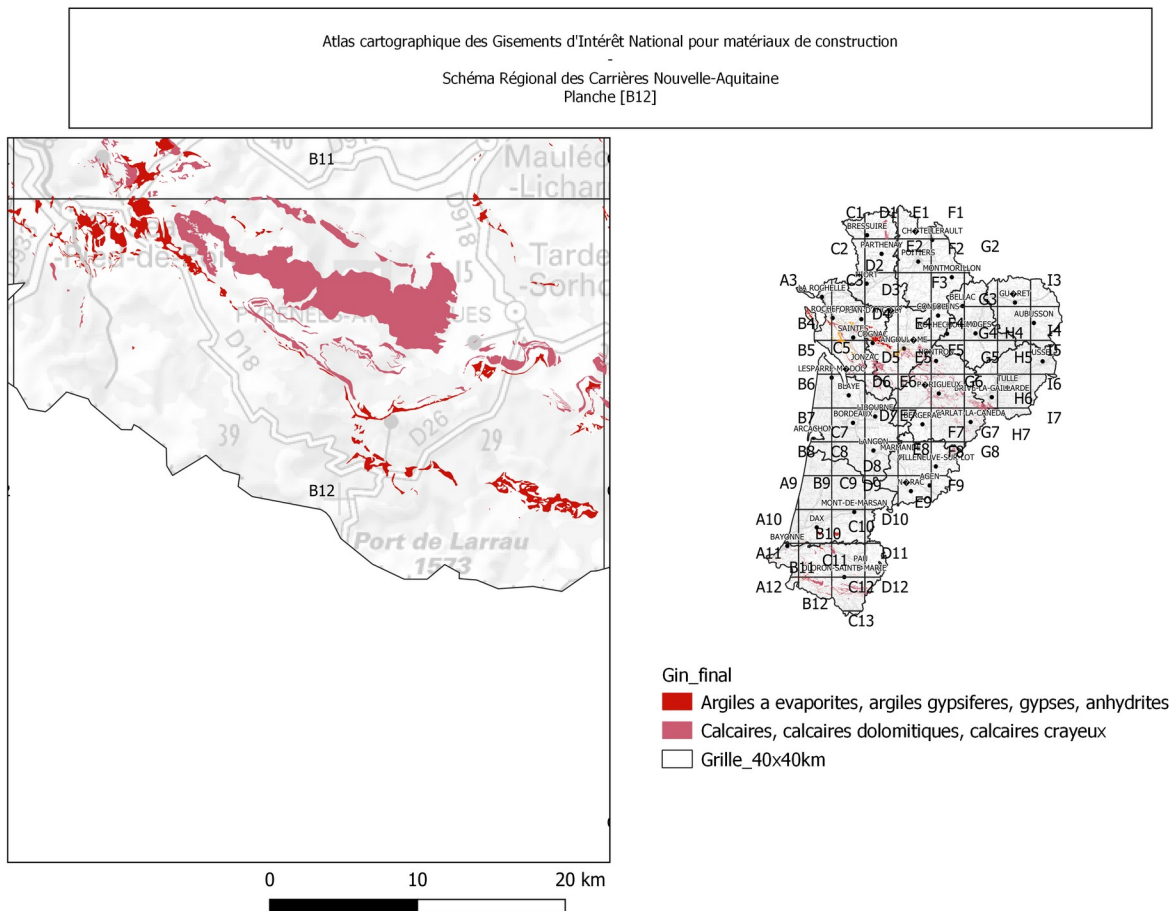 Atlas cartographique des Gisements d'Intérêt National pour matériaux de construction
-
Schéma Régional des Carrières Nouvelle-Aquitaine
Planche [B12]
B11
Mauléo
-Lichar
D918
Tarde
-Sorho
PYRÉNÉES-
QUES
D18
D26
39
29
B12
Port de Larrau
1573
0 10 20 km
C1 D1 E1 F1
BRESSUIRE
PARTHENAY
POITIERS
C2 E2 F2 G2
D2
MONTMORILLON
A3 C3 D3 F3 G3 I3
LA ROCHELLE
BELLAC
AUBUSSON
B4 D4 E4 F4 G4 H4 I4
SAINTES
COGNAC
B5 C5 D5 E5 F5 G5 H5 I5
JONZAC
B6 D6 E6 G6 H6 I6
BLAYE
TULLE
B7 C7 D7 F7 G7 H7 I7
LIBOURNE
BORDEAUX
ARCACHON
B8 C8 D8 E8 F8 G8
LANGON
MARMANDE
A9 B9 C9 D9 E9 F9
AGEN
MONT-DE-MARSAN
A10 B10 C10 D10
DAX
BAYONNE
A11 B11 C11 D11
PAU
OLORON-SAINTE-MARIE
A12 B12 C12 D12
C13
Gin_final
Argiles a evaporites, argiles gypsiferes, gypses, anhydrites
Calcaires, calcaires dolomitiques, calcaires crayeux
Grille_40x40km